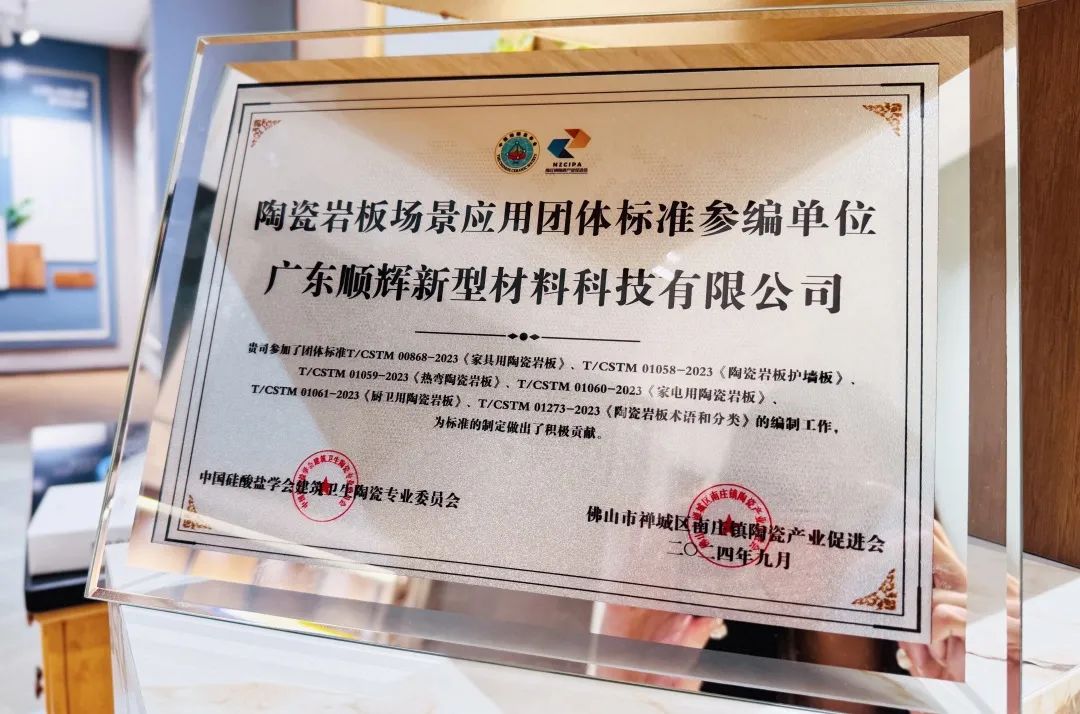 NZCIPA
陶瓷岩板场景应用团体标准参编单位
广东顺辉新型材料科技有限公司
贵司参加了团体标准T/CSTM 00868-2023《家具用陶瓷岩板》、T/CSTM 01058-2023《陶瓷岩板护墙板》、
T/CSTM 01059-2023《热弯陶瓷岩板》、T/CSTM 01060-2023《家电用陶瓷岩板》、
T/CSTM 01061-2023《厨卫用陶瓷岩板》、T/CSTM 01273-2023《陶瓷岩板术语和分类》的编制工作，
为标准的制定做出了积极贡献。
中国硅酸盐学会建筑卫生陶瓷专业委员会
佛山市禅城区南庄镇陶瓷产业促进会
二〇二四年九月